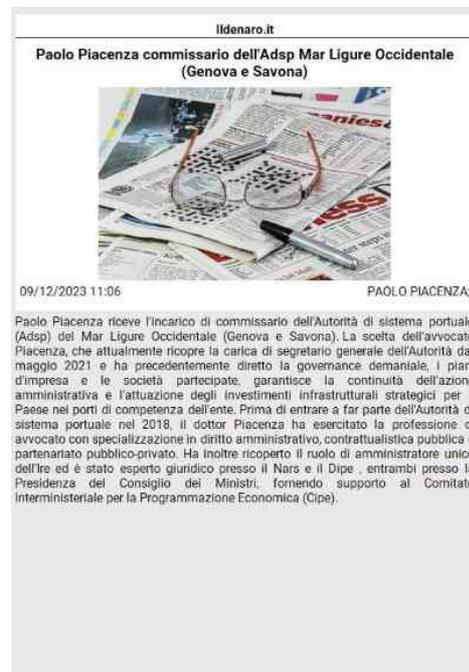 Ildenaro.it
Paolo Piacenza commissario dell'Adsp Mar Ligure Occidentale
(Genova e Savona)
anies
ess
09/12/2023 11:06
PAOLO PIACENZA;
Paolo Piacenza riceve l'incarico di commissario dell'Autorità di sistema portuale
(Adsp) del Mar Ligure Occidentale (Genova e Savona). La scelta dell'avvocato
Piacenza, che attualmente ricopre la carica di segretario generale dell'Autorità da
maggio 2021 e ha precedentemente diretto la governance demaniale, i pian
d'impresa e le società partecipate, garantisce la continuità dell'azion
amministrativa e l'attuazione degli investimenti infrastrutturali strategici per
Paese nei porti di competenza dell'ente. Prima di entrare a far parte dell'Autorità d
sistema portuale nel 2018, il dottor Piacenza ha esercitato la professione d
avvocato con specializzazione in diritto amministrativo, contrattualistica pubblica
partenariato pubblico-privato. Ha inoltre ricoperto il ruolo di amministratore unico
dell'Ire ed è stato esperto giuridico presso il Nars e il Dipe , entrambi presso la
Presidenza del Consiglio dei Ministri, fornendo supporto al Comitato
Interministeriale per la Programmazione Economica (Cipe).